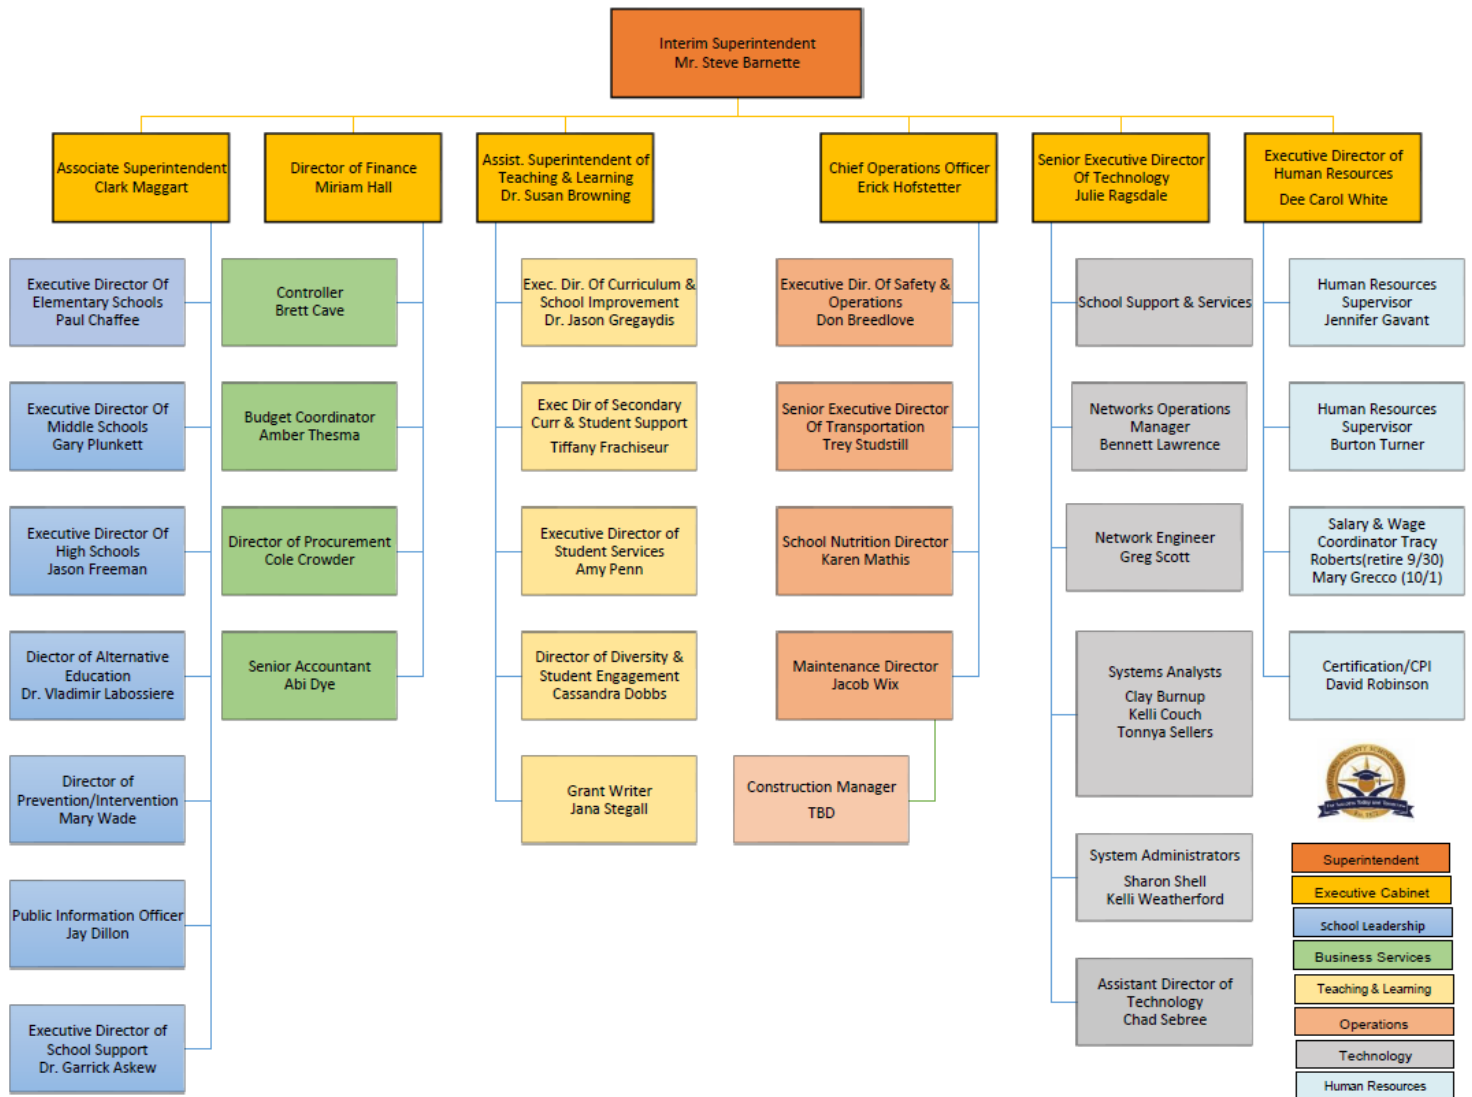 Interim Superintendent
Mr. Steve Barnette
Associate Superintendent
Clark Maggart
Director of Finance
Miriam Hall
Assist. Superintendent of
Teaching & Learning
Dr. Susan Browning
Chief Operations Officer
Erick Hofstetter
Senior Executive Director
Of Technology
Julie Ragsdale
Executive Director of
Human Resources
Dee Carol White
Executive Director Of
Elementary Schools
Paul Chaffee
Controller
Brett Cave
Exec. Dir. Of Curriculum &
School Improvement
Dr. Jason Gregaydis
Executive Dir. Of Safety &
Operations
Don Breedlove
School Support & Services
Human Resources
Supervisor
Jennifer Gavant
Executive Director Of
Middle Schools
Gary Plunkett
Budget Coordinator
Amber Thesma
Exec Dir of Secondary
Curr & Student Support
Tiffany Frachiseur
Senior Executive Director
Of Transportation
Trey Studstill
Networks Operations
Manager
Bennett Lawrence
Human Resources
Supervisor
Burton Turner
Executive Director Of
High Schools
Jason Freeman
Director of Procurement
Cole Crowder
Executive Director of
Student Services
Amy Penn
School Nutrition Director
Karen Mathis
Network Engineer
Greg Scott
Salary & Wage
Coordinator Tracy
Roberts(retire 9/30)
Mary Grecco (10/1)
Diector of Alternative
Education
Dr. Vladimir Labossiere
Senior Accountant
Abi Dye
Director of Diversity &
Student Engagement
Cassandra Dobbs
Maintenance Director
Jacob Wix
Systems Analysts
Clay Burnup
Kelli Couch
Tonnya Sellers
Certification/CPI
David Robinson
Director of
Prevention/Intervention
Mary Wade
Grant Writer
Jana Stegall
Construction Manager
TBD
System Administrators
Sharon Shell
Kelli Weatherford
Public Information Officer
Jay Dillon
Assistant Director of
Technology
Chad Sebree
Executive Director of
School Support
Dr. Garrick Askew
Superintendent
Executive Cabinet
School Leadership
Business Services
Teaching & Learning
Operations
Technology
Human Resources